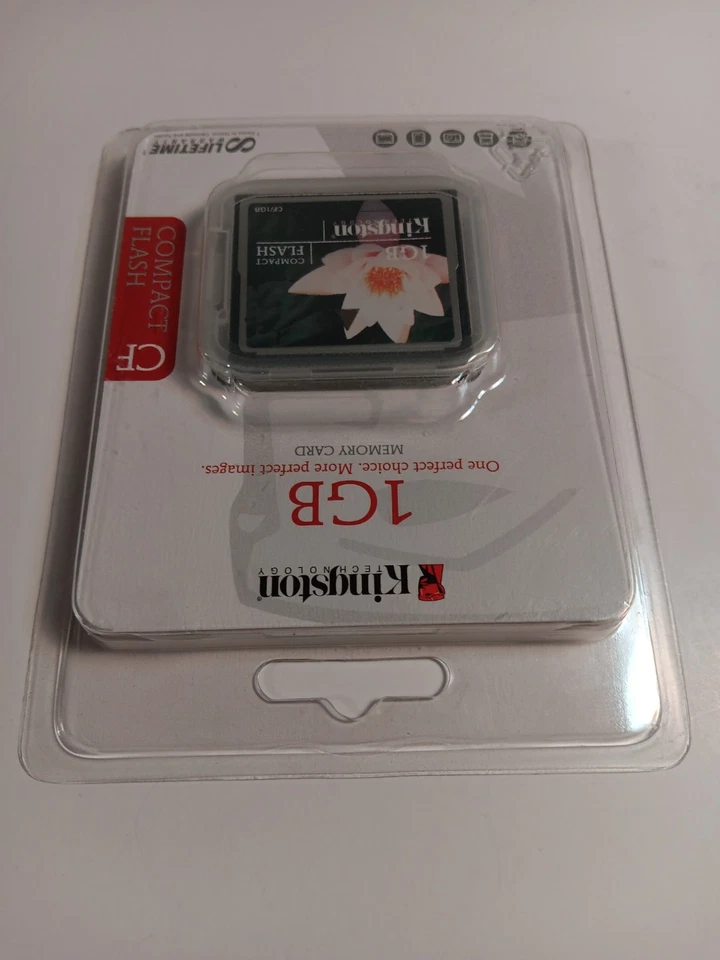 Kingston®
TECHNOLOGY
1GB
One perfect choice. More perfect images.
MEMORY CARD
COMPACT
FLASH
CF
1GB
COMPACT
FLASH
Kingston®
CF/1GB
LIFETIME
WARRANTY